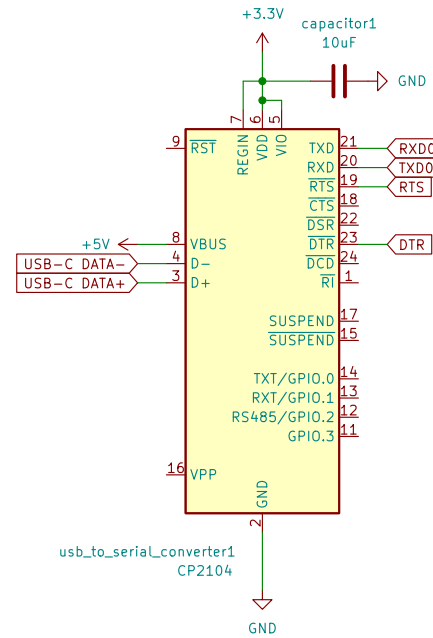 +3.3V
capacitor1
10uF
GND
7
6
5
REGIN
VDD
VIO
9
RST
TXD
21
RXD0
RXD
20
TXD0
RTS
19
RTS
CTS
18
DSR
22
+5V
8
VBUS
DTR
23
DTR
USB-C DATA-
4
D-
DCD
24
USB-C DATA+
3
D+
RI
1
SUSPEND
17
SUSPEND
15
TXT/GPIO.0
14
RXT/GPIO.1
13
RS485/GPIO.2
12
GPIO.3
11
16
VPP
GND
2
usb_to_serial_converter1
CP2104
GND